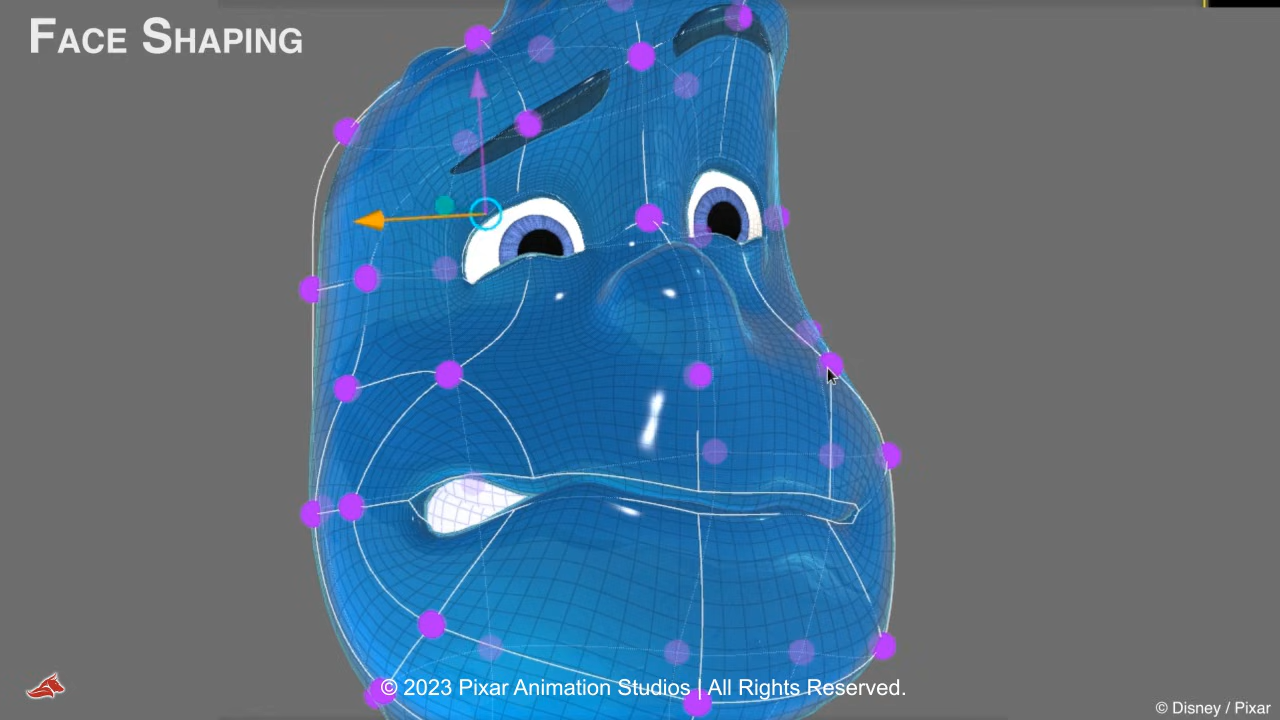 Face Shaping
© 2023 Pixar Animation Studios | All Rights Reserved.
© Disney / Pixar